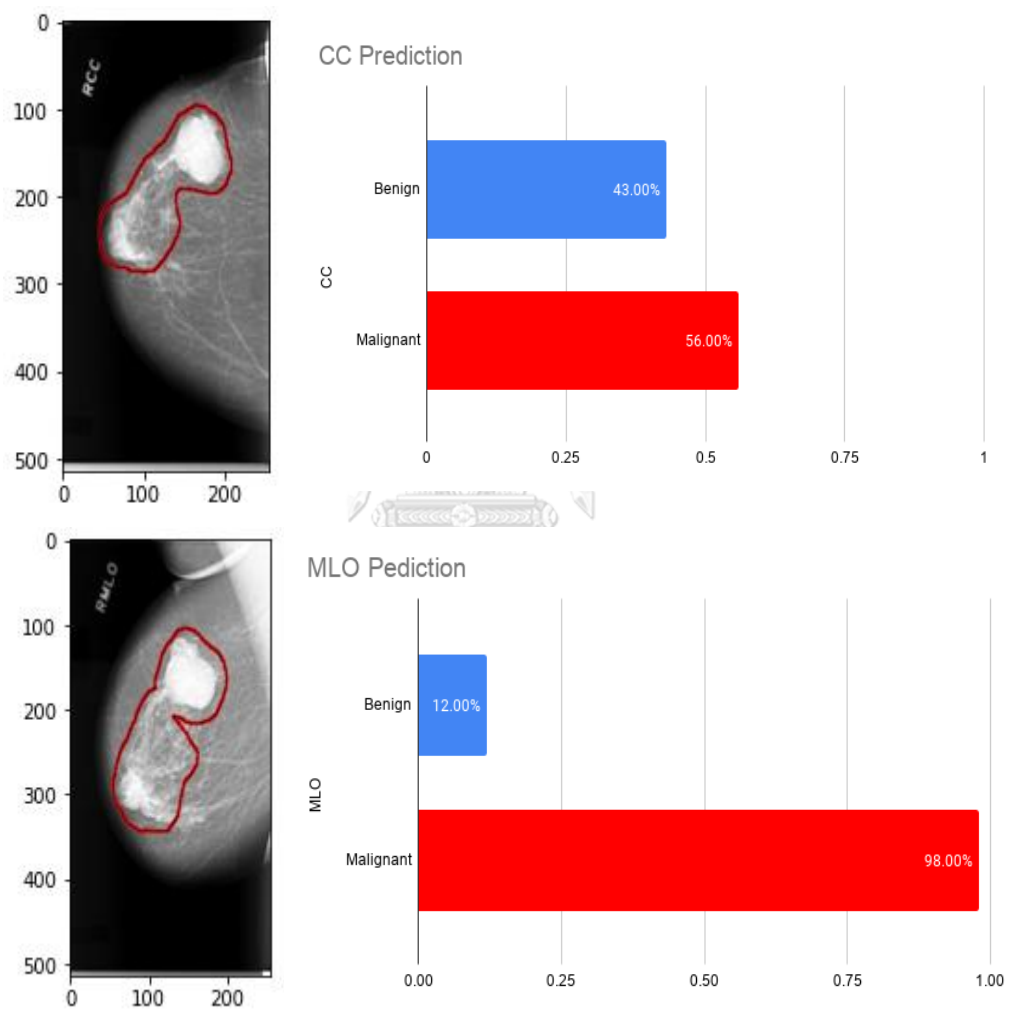 0
100
200
300
400
500
0 100 200
RCC
CC Prediction
CC
Benign
43.00%
Malignant
56.00%
0 0.25 0.5 0.75 1
0
100
200
300
400
500
0 100 200
RMLO
MLO Pediction
MLO
Benign
12.00%
Malignant
98.00%
0.00 0.25 0.50 0.75 1.00